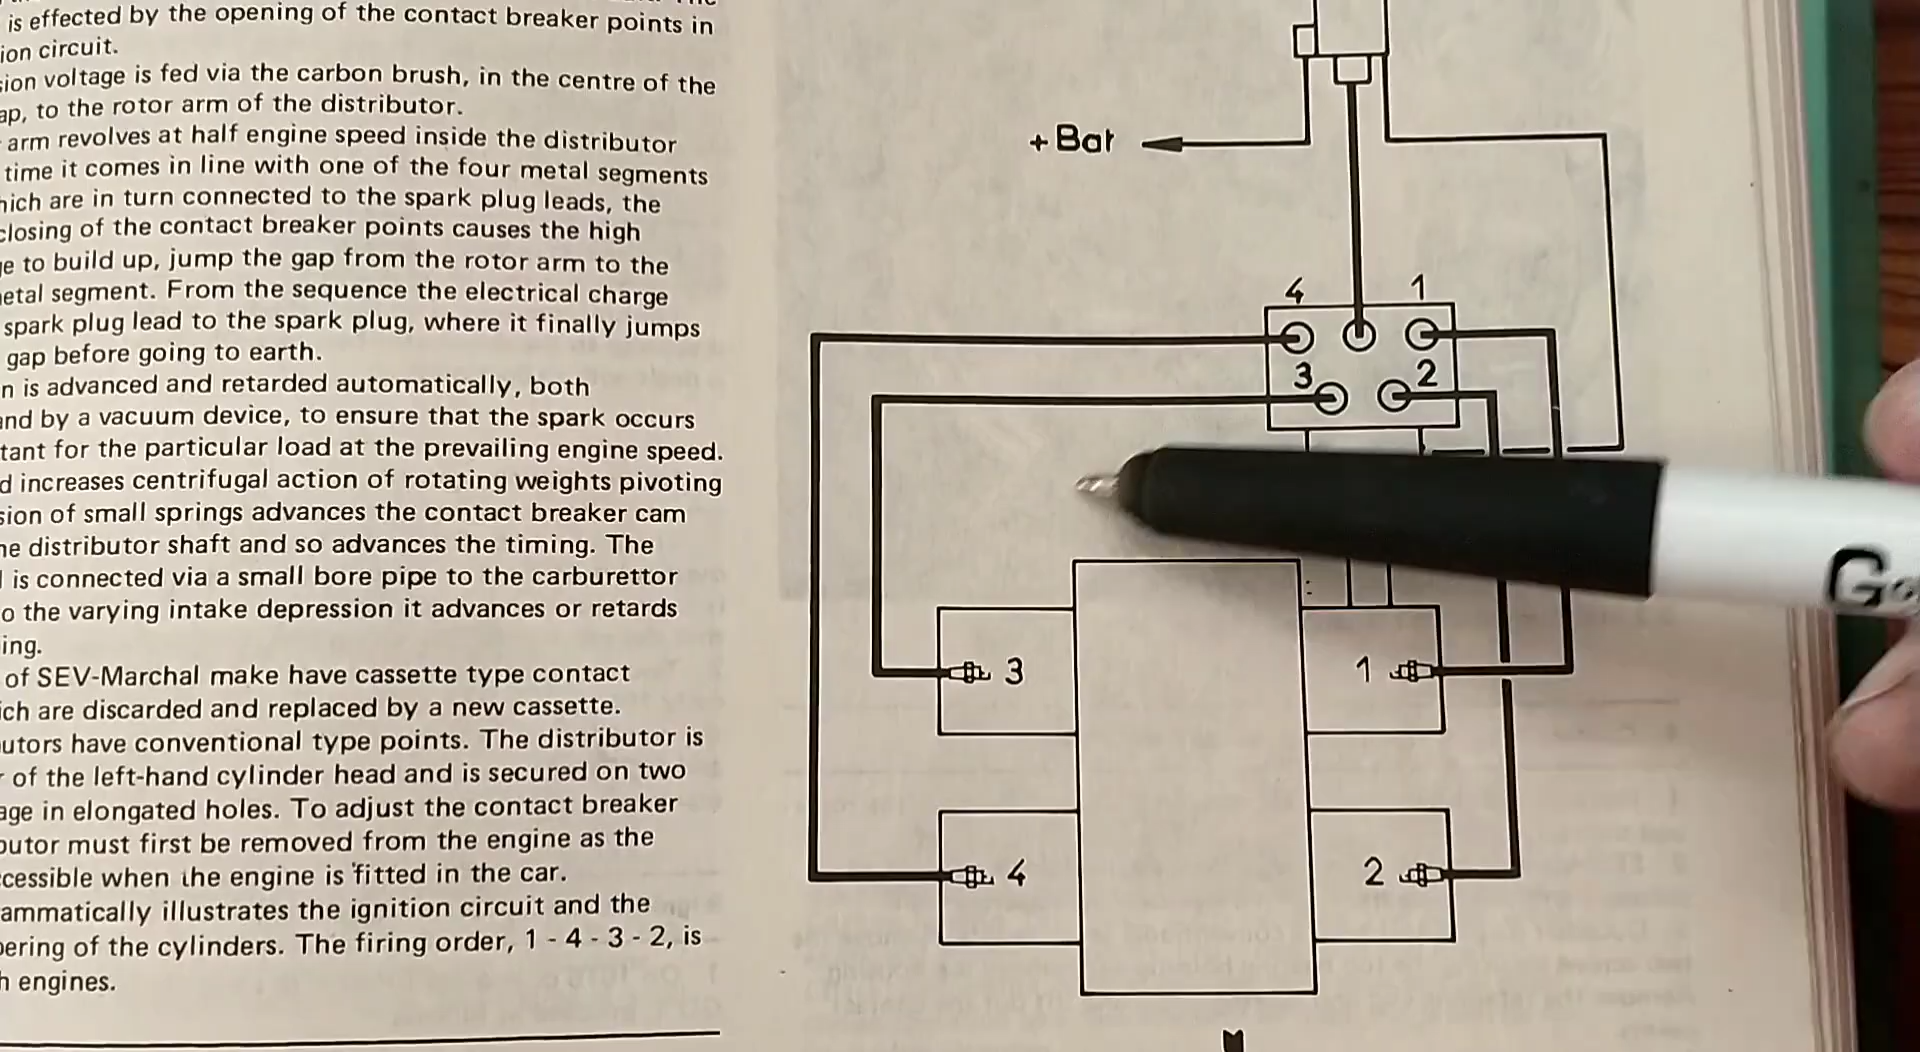 is effected by the opening of the contact breaker points in
ion circuit.
sion voltage is fed via the carbon brush, in the centre of the
ap, to the rotor arm of the distributor.
arm revolves at half engine speed inside the distributor
time it comes in line with one of the four metal segments
hich are in turn connected to the spark plug leads, the
closing of the contact breaker points causes the high
ge to build up, jump the gap from the rotor arm to the
etal segment. From the sequence the electrical charge
spark plug lead to the spark plug, where it finally jumps
gap before going to earth.
n is advanced and retarded automatically, both
and by a vacuum device, to ensure that the spark occurs
tant for the particular load at the prevailing engine speed.
d increases centrifugal action of rotating weights pivoting
sion of small springs advances the contact breaker cam
he distributor shaft and so advances the timing. The
l is connected via a small bore pipe to the carburettor
o the varying intake depression it advances or retards
ing.
of SEV-Marchal make have cassette type contact
ich are discarded and replaced by a new cassette.
utors have conventional type points. The distributor is
r of the left-hand cylinder head and is secured on two
age in elongated holes. To adjust the contact breaker
butor must first be removed from the engine as the
ccessible when the engine is fitted in the car.
ammatically illustrates the ignition circuit and the
bering of the cylinders. The firing order, 1 - 4 - 3 - 2, is
h engines.
+ Bat
4 1
3 2
3 1
4 2